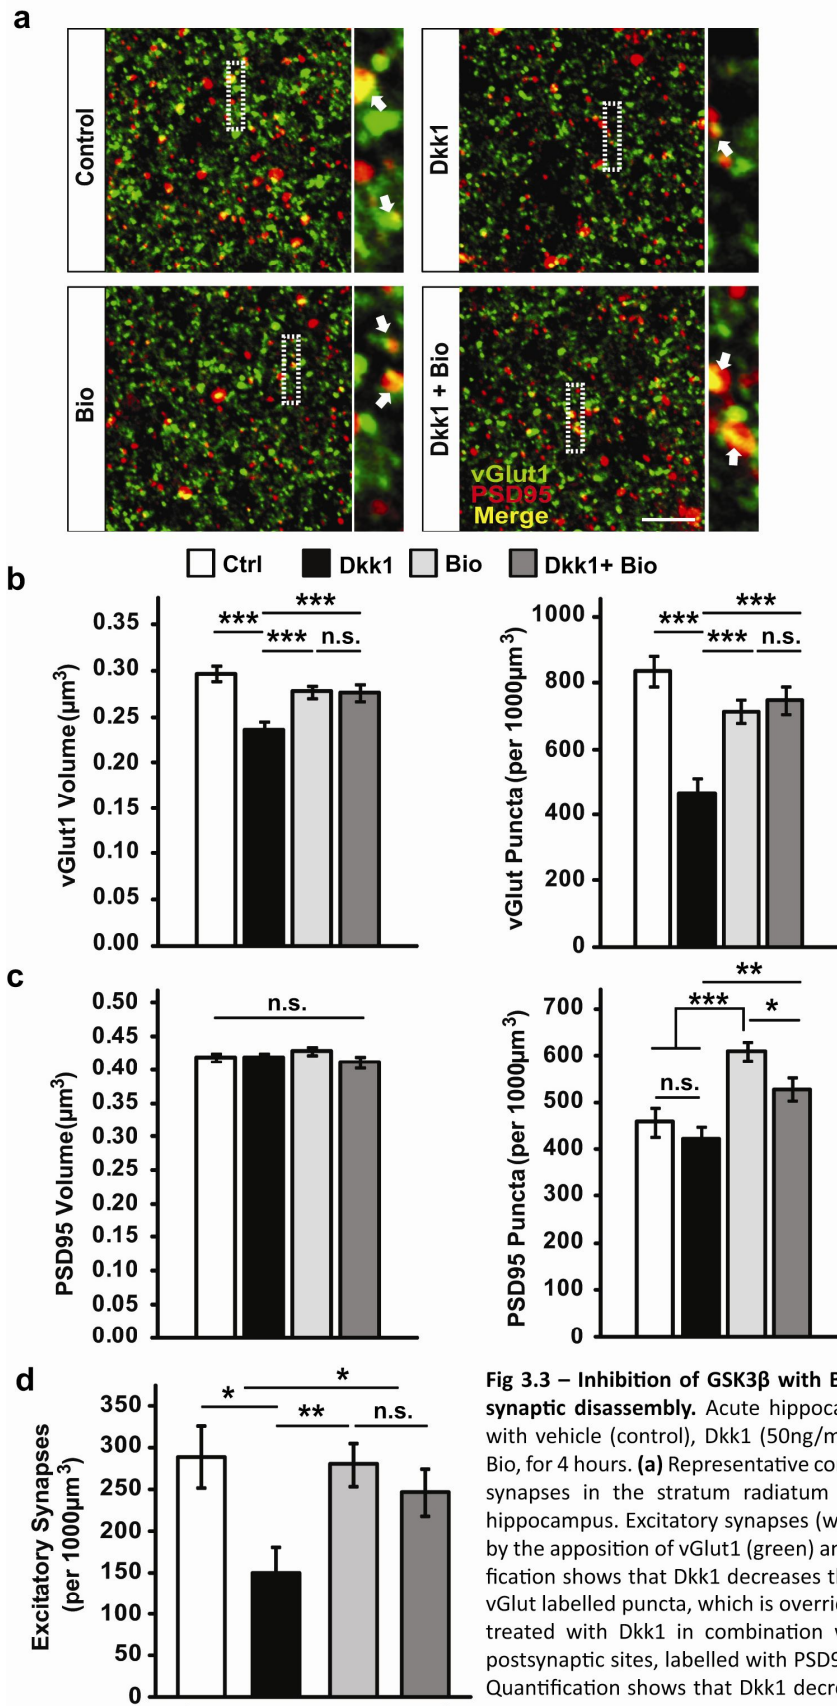 a
Control
Dkk1
Bio
Dkk1 + Bio
vGlut1
PSD95
Merge
Ctrl Dkk1 Bio Dkk1+ Bio
b
vGlut1 Volume (µm³)
0.35
0.30
0.25
0.20
0.15
0.10
0.05
0.00
***
***
*** n.s.
vGlut Puncta (per 1000µm³)
1000
800
600
400
200
0
***
***
*** n.s.
c
PSD95 Volume (µm³)
0.50
0.40
0.35
0.30
0.25
0.20
0.15
0.10
0.05
0.00
n.s.
PSD95 Puncta (per 1000µm³)
700
600
500
400
300
200
100
0
**
***
*
n.s.
d
Excitatory Synapses
(per 1000µm³)
350
300
250
200
150
100
50
0
*
*
** n.s.
Fig 3.3 – Inhibition of GSK3β with B
synaptic disassembly. Acute hippoca
with vehicle (control), Dkk1 (50ng/m
Bio, for 4 hours. (a) Representative co
synapses in the stratum radiatum
hippocampus. Excitatory synapses (w
by the apposition of vGlut1 (green) a
fication shows that Dkk1 decreases t
vGlut labelled puncta, which is overri
treated with Dkk1 in combination
postsynaptic sites, labelled with PSD9
Quantification shows that Dkk1 decre